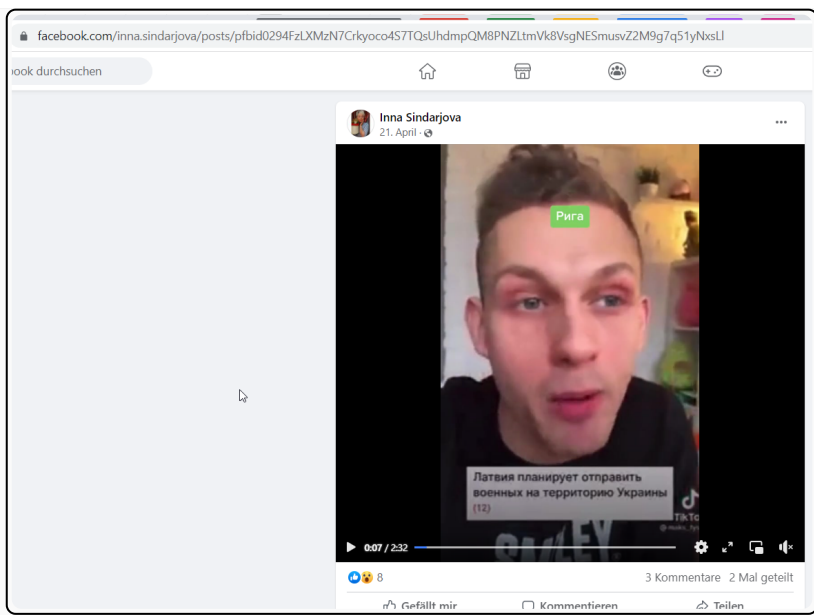 facebook.com/inna.sindarjova/posts/pfbid0294FzLXMzN7Crkyoco4S7TQsUhdmpQM8PNZLtmVk8VsgNESmusvZ2M9g7q51yNxsLl
ook durchsuchen
Inna Sindarjova
21. April ·
Рига
Латвия планирует отправить
военных на территорию Украины
(12)
TikTo
0:07 / 2:32
8
3 Kommentare 2 Mal geteilt
Gefällt mir
Kommentieren
Teilen